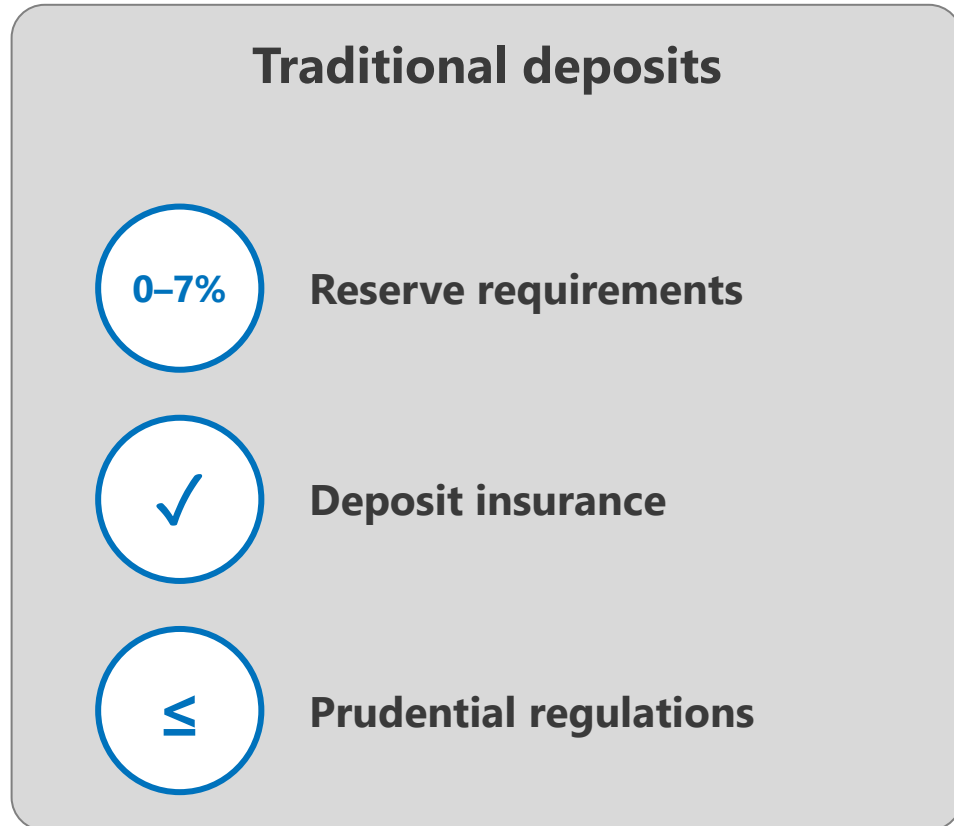 Traditional deposits
0–7% Reserve requirements
✓ Deposit insurance
≤ Prudential regulations